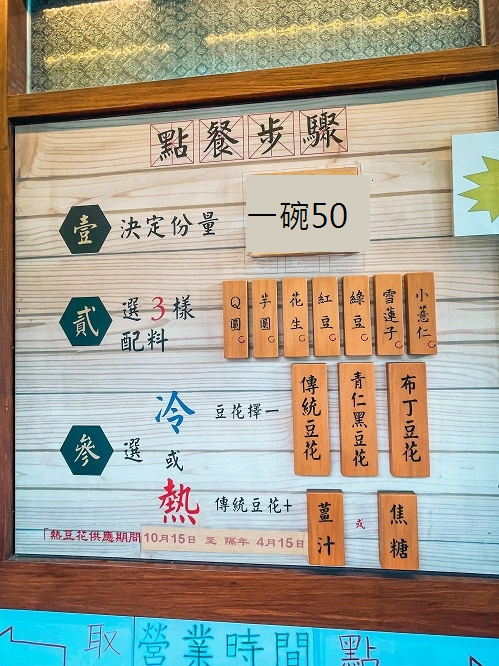 點餐步驟
壹 決定份量 一碗50
貳 選3樣
配料
Q圓 芋圓 花生 紅豆 綠豆 雪蓮子 小薏仁
參 選
冷 豆花擇一 傳統豆花 青仁黑豆花 布丁豆花
或
熱 傳統豆花+ 薑汁 或 焦糖
「熱豆花供應期間 10月15日 至 隔年 4月15日
取 營業時間 點